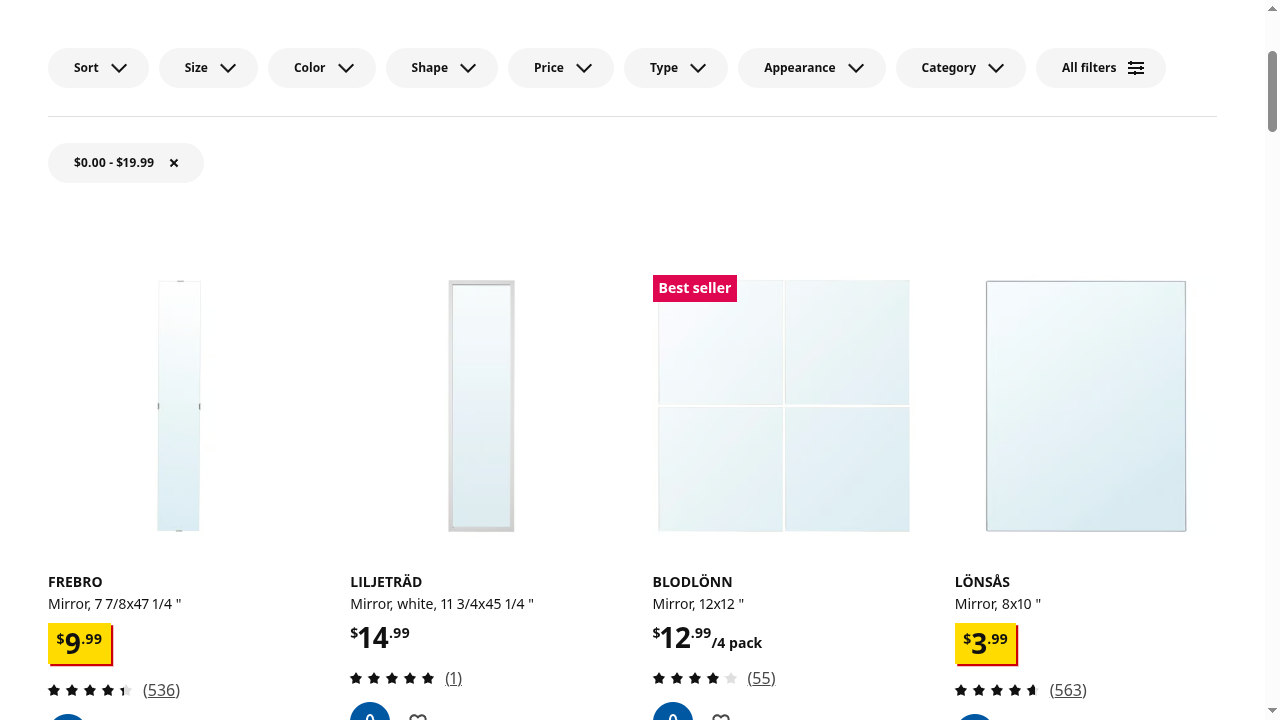 Sort Size Color Shape Price Type Appearance Category All filters
$0.00 - $19.99
Best seller
FREBRO
Mirror, 7 7/8x47 1/4 "
$9.99
(536)
LILJETRÄD
Mirror, white, 11 3/4x45 1/4 "
$14.99
(1)
BLODLÖNN
Mirror, 12x12 "
$12.99/4 pack
(55)
LÖNSÅS
Mirror, 8x10 "
$3.99
(563)